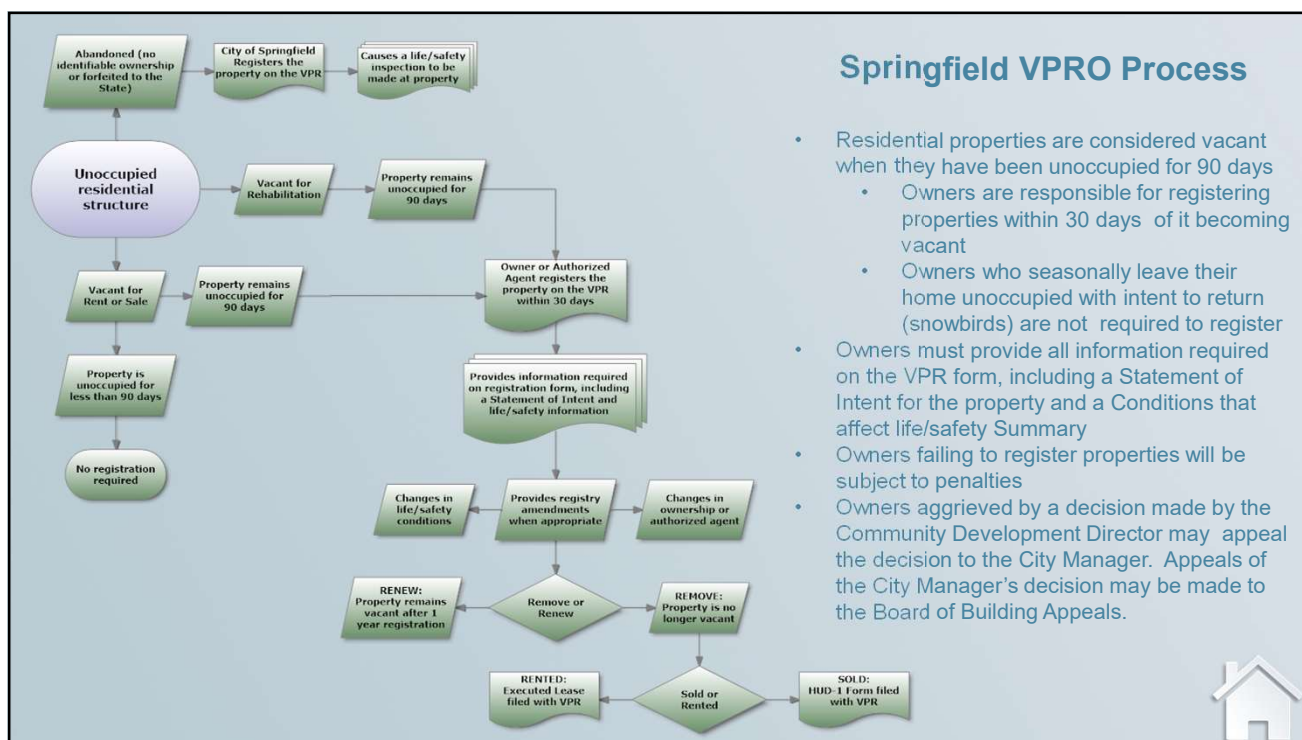 Abandoned (no
identifiable ownership
or forfeited to the
State)
City of Springfield
Registers the
property on the VPR
Causes a life/safety
inspection to be
made at property
Unoccupied
residential
structure
Vacant for
Rehabilitation
Property remains
unoccupied for
90 days
Vacant for
Rent or Sale
Property remains
unoccupied for
90 days
Owner or Authorized
Agent registers the
property on the VPR
within 30 days
Property is
unoccupied for
less than 90 days
Provides information required
on registration form, including
a Statement of Intent and
life/safety information
No registration
required
Changes in
life/safety
conditions
Provides registry
amendments
when appropriate
Changes in
ownership or
authorized agent
RENEW:
Property remains
vacant after 1
year registration
Remove or
Renew
REMOVE:
Property is no
longer vacant
RENTED:
Executed Lease
filed with VPR
Sold or
Rented
SOLD:
HUD-1 Form filed
with VPR
Springfield VPRO Process
• Residential properties are considered vacant
when they have been unoccupied for 90 days
• Owners are responsible for registering
properties within 30 days of it becoming
vacant
• Owners who seasonally leave their
home unoccupied with intent to return
(snowbirds) are not required to register
• Owners must provide all information required
on the VPR form, including a Statement of
Intent for the property and a Conditions that
affect life/safety Summary
• Owners failing to register properties will be
subject to penalties
• Owners aggrieved by a decision made by the
Community Development Director may appeal
the decision to the City Manager. Appeals of
the City Manager's decision may be made to
the Board of Building Appeals.